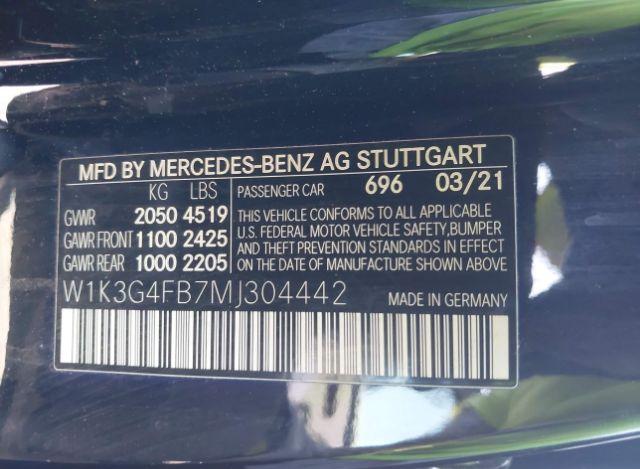 MFD BY MERCEDES-BENZ AG STUTTGART
KG LBS PASSENGER CAR 696 03/21
GVWR 2050 4519 THIS VEHICLE CONFORMS TO ALL APPLICABLE
U.S. FEDERAL MOTOR VEHICLE SAFETY,BUMPER
GAWR FRONT 1100 2425 AND THEFT PREVENTION STANDARDS IN EFFECT
GAWR REAR 1000 2205 ON THE DATE OF MANUFACTURE SHOWN ABOVE
W1K3G4FB7MJ304442 MADE IN GERMANY